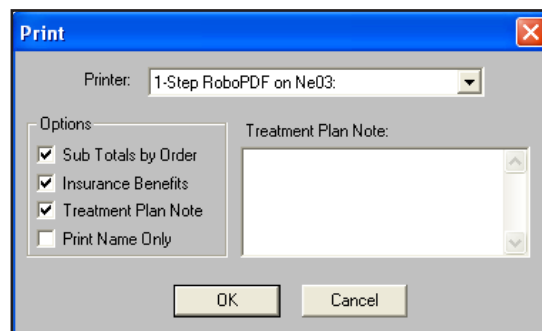 Print
Printer: 1-Step RoboPDF on Ne03:
Options
Sub Totals by Order
Insurance Benefits
Treatment Plan Note
Print Name Only
Treatment Plan Note:
OK Cancel